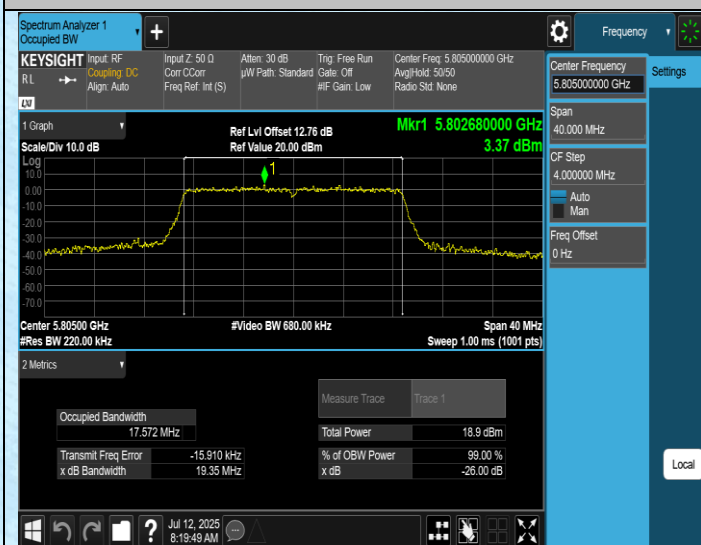 Spectrum Analyzer 1
Occupied BW
Frequency
KEYSIGHT
Input: RF
Input Z: 50 Ω
Atten: 30 dB
Trig: Free Run
Center Freq: 5.805000000 GHz
RL
Coupling: DC
Corr CCorr
µW Path: Standard
Gate: Off
Avg|Hold: 50/50
Align: Auto
Freq Ref: Int (S)
#IF Gain: Low
Radio Std: None
LXI
Center Frequency
5.805000000 GHz
Settings
Span
40.000 MHz
CF Step
4.000000 MHz
Auto
Man
Freq Offset
0 Hz
1 Graph
Ref Lvl Offset 12.76 dB
Mkr1 5.802680000 GHz
Scale/Div 10.0 dB
Ref Value 20.00 dBm
3.37 dBm
Log
10.0
0.00
-10.0
-20.0
-30.0
-40.0
-50.0
-60.0
-70.0
1
Center 5.80500 GHz
#Video BW 680.00 kHz
Span 40 MHz
#Res BW 220.00 kHz
Sweep 1.00 ms (1001 pts)
2 Metrics
Measure Trace
Trace 1
Occupied Bandwidth
17.572 MHz
Total Power
18.9 dBm
Transmit Freq Error
-15.910 kHz
% of OBW Power
99.00 %
x dB Bandwidth
19.35 MHz
x dB
-26.00 dB
Local
?
Jul 12, 2025
8:19:49 AM